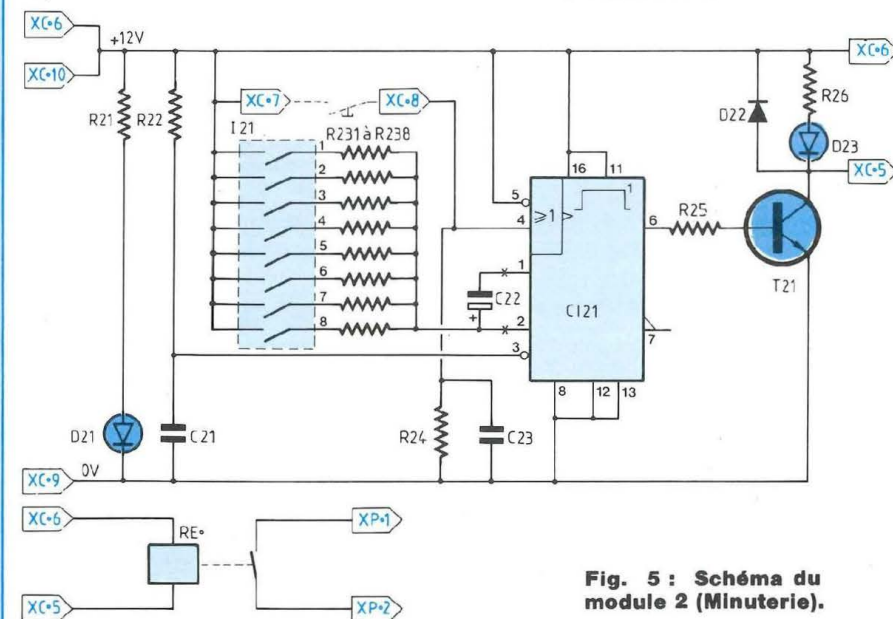 XC•6
+12V
XC•6
XC•10
R21
R22
XC•7
XC•8
D22
R26
I 21
R231 à R238
D23
1
2
3
4
5
6
7
8
16
11
XC•5
5
4
≥1
1
6
R25
1
C22
+
T21
2
CI21
7
3
8
12
13
D21
C21
R24
C23
XC•9
0V
XC•6
RE•
XP•1
XC•5
XP•2
Fig. 5 : Schéma du
module 2 (Minuterie).